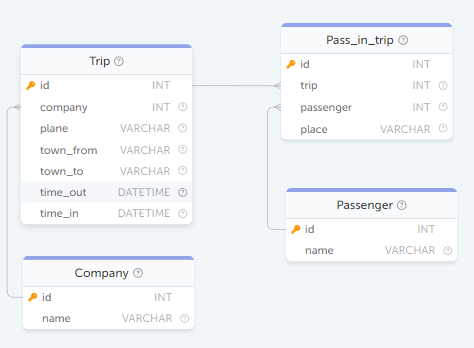 Trip
id INT
company INT
plane VARCHAR
town_from VARCHAR
town_to VARCHAR
time_out DATETIME
time_in DATETIME
Pass_in_trip
id INT
trip INT
passenger INT
place VARCHAR
Passenger
id INT
name VARCHAR
Company
id INT
name VARCHAR